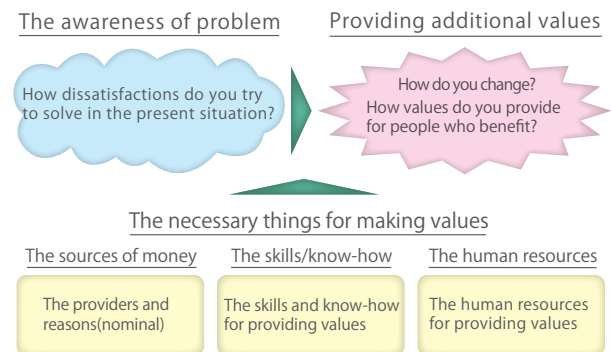 The awareness of problem
Providing additional values
How dissatisfactions do you try
to solve in the present situation?
How do you change?
How values do you provide
for people who benefit?
The necessary things for making values
The sources of money
The skills/know-how
The human resources
The providers and
reasons(nominal)
The skills and know-how
for providing values
The human resources
for providing values